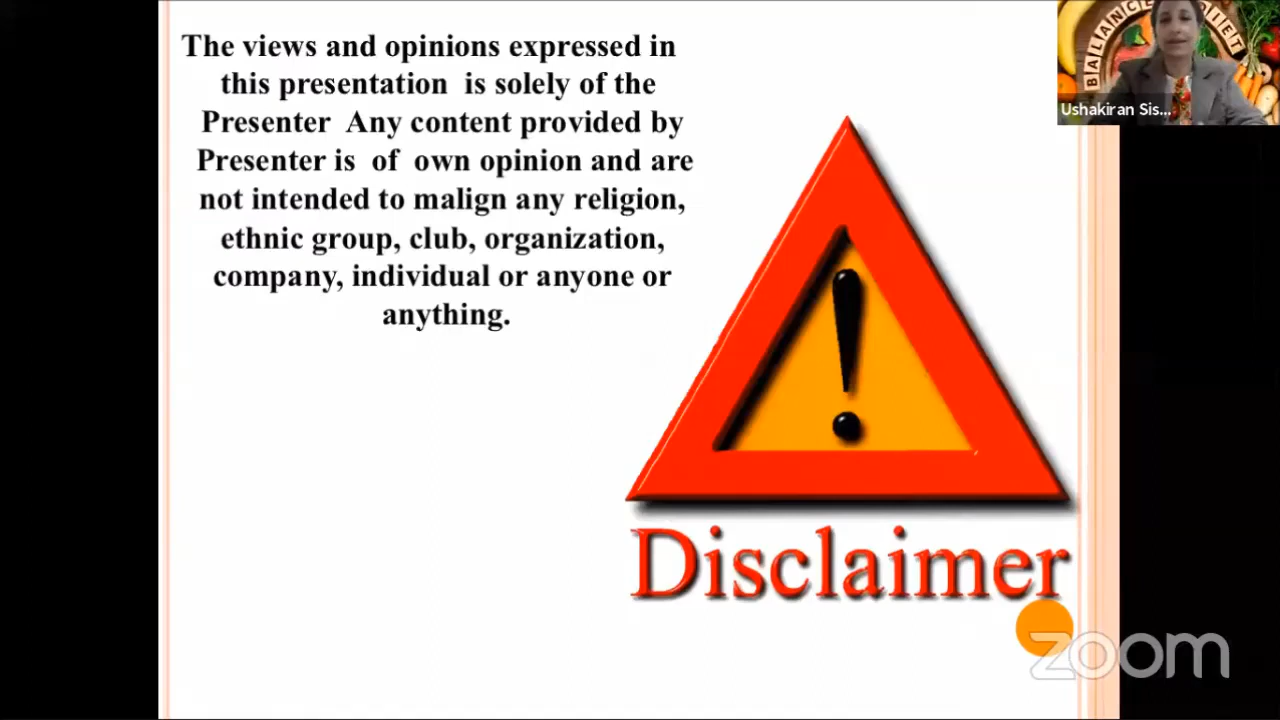 The views and opinions expressed in
this presentation is solely of the
Presenter Any content provided by
Presenter is of own opinion and are
not intended to malign any religion,
ethnic group, club, organization,
company, individual or anyone or
anything.
Disclaimer
BALANCE DIET
Ushakiran Sis...
zoom